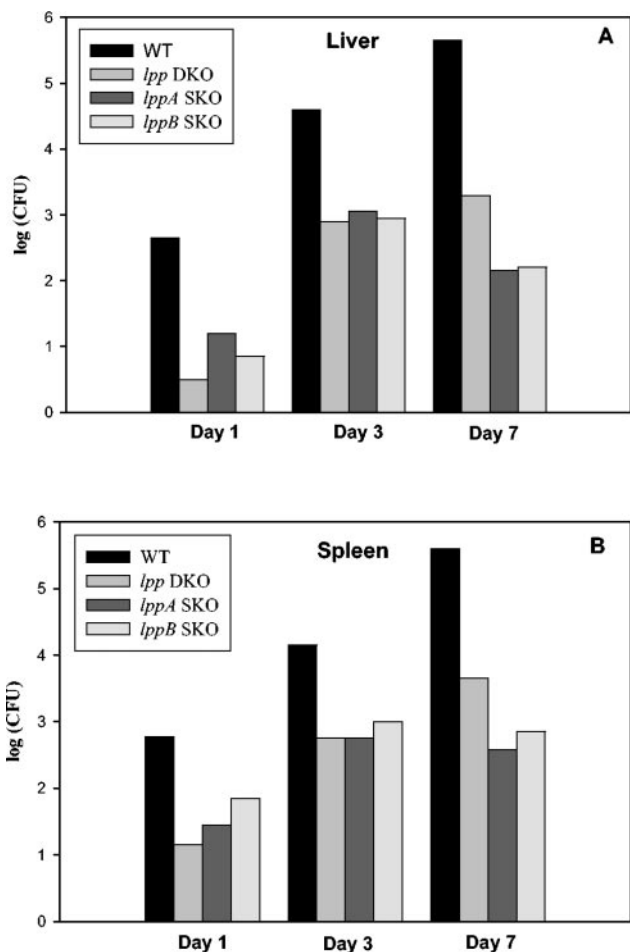 Liver
A
WT
lpp DKO
lppA SKO
lppB SKO
log (CFU)
6
5
4
3
2
1
0
Day 1
Day 3
Day 7
Spleen
B
WT
lpp DKO
lppA SKO
lppB SKO
log (CFU)
6
5
4
3
2
1
0
Day 1
Day 3
Day 7